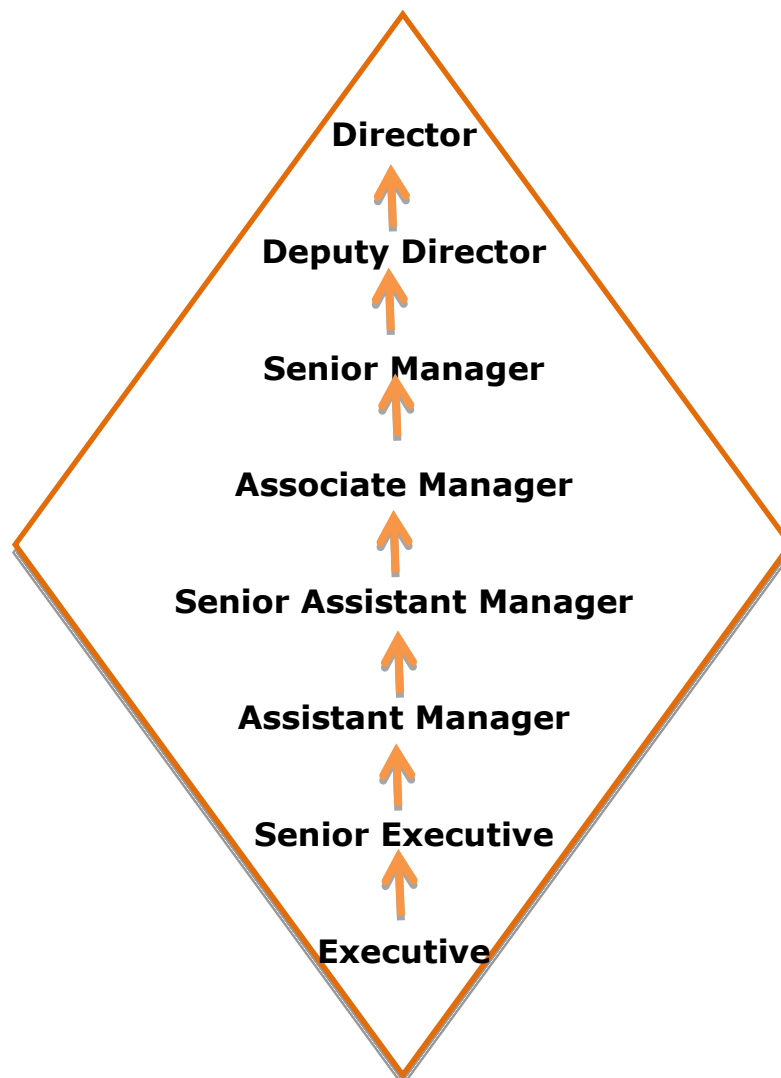 Director
Deputy Director
Senior Manager
Associate Manager
Senior Assistant Manager
Assistant Manager
Senior Executive
Executive